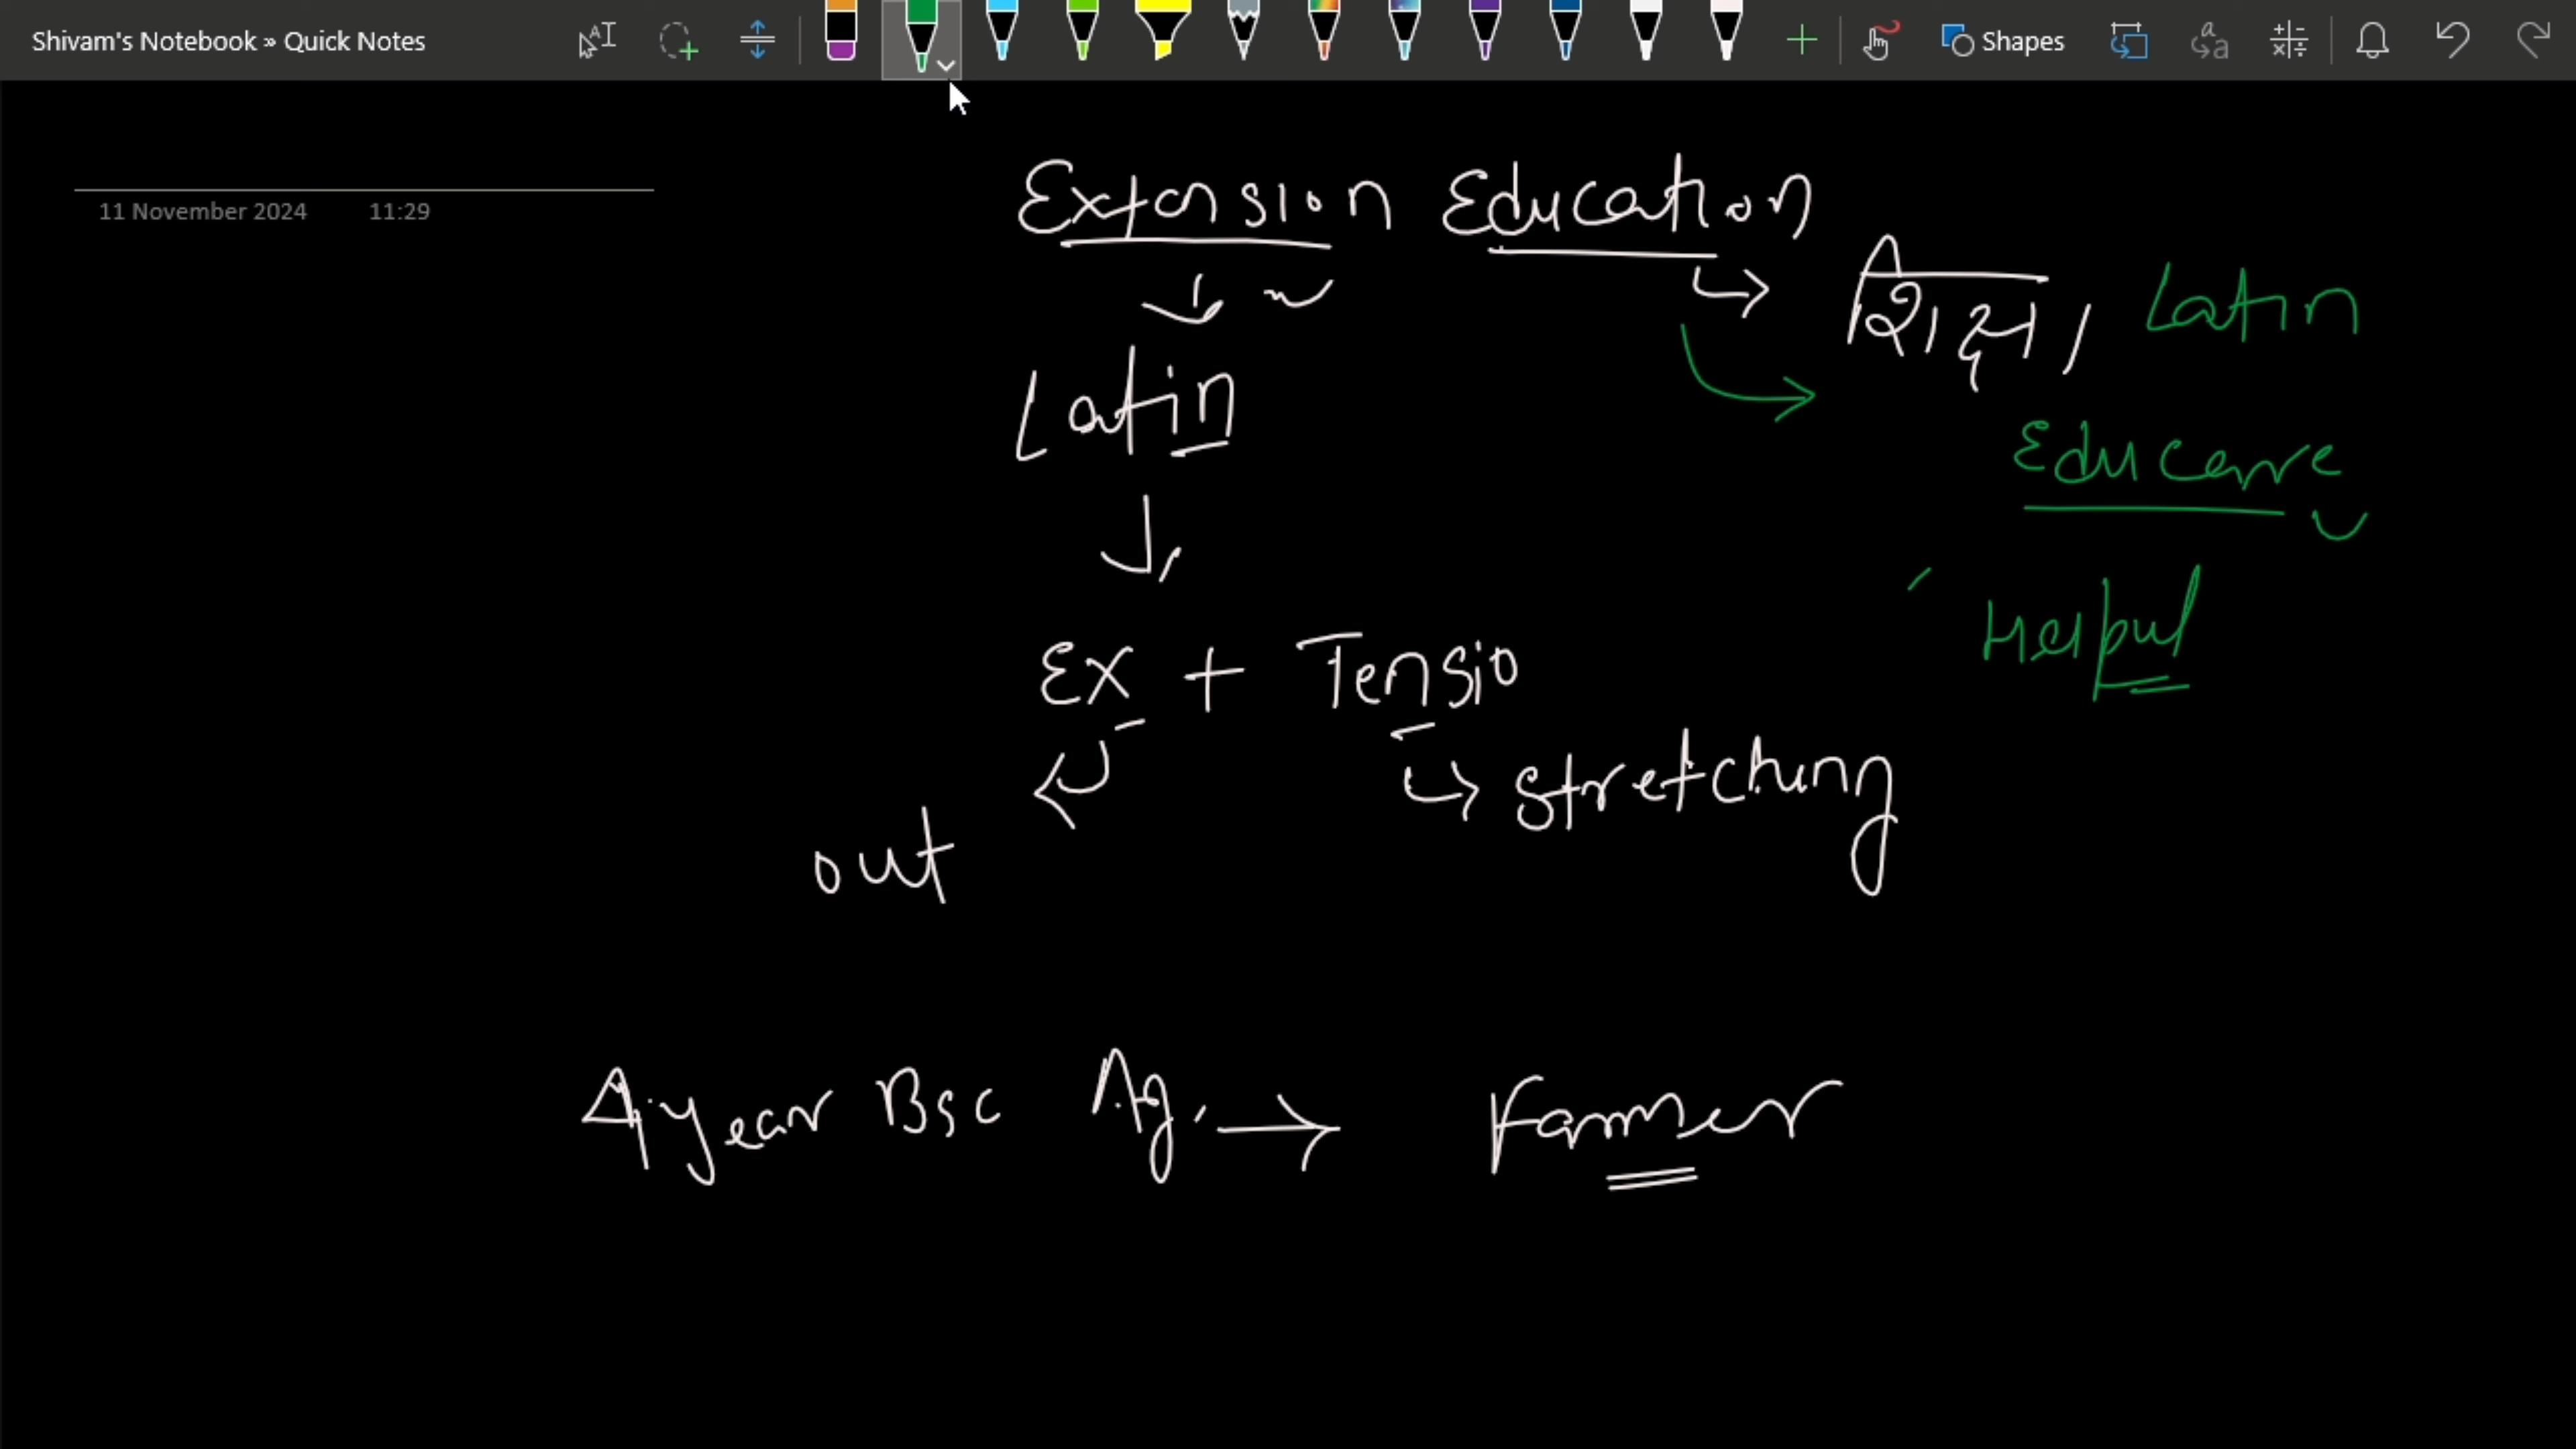 Shivam's Notebook » Quick Notes
Shapes
11 November 2024 11:29
Extension Education
शिक्षा Latin
Latin
Educare
Ex + Tensio
stretching
out
4 year Bsc Ag. → Farmer